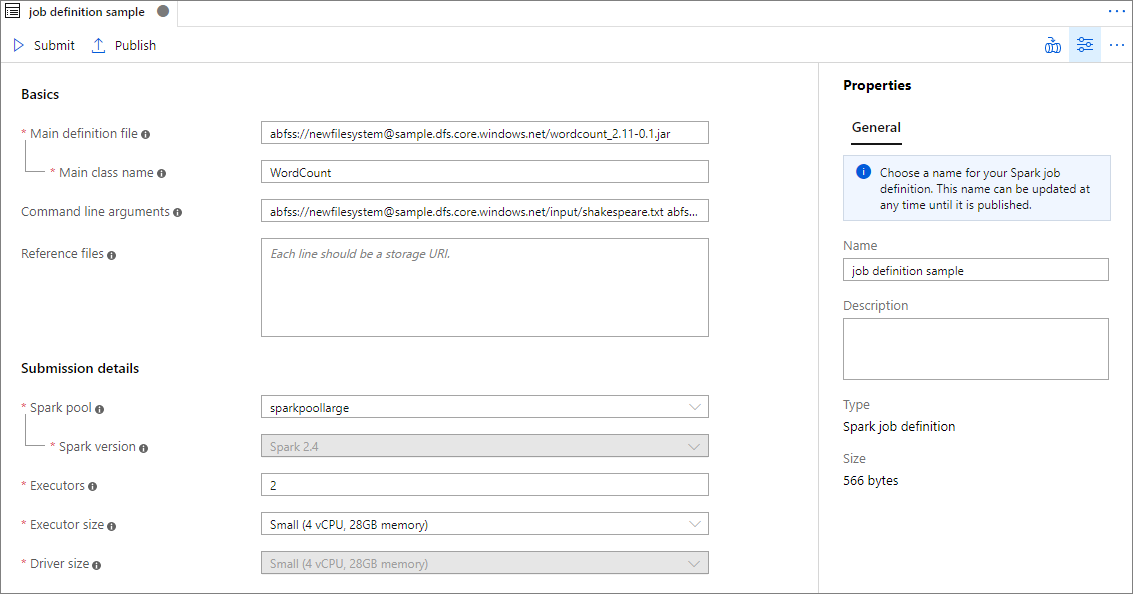 job definition sample
Submit Publish
Basics
* Main definition file
abfss://newfilesystem@sample.dfs.core.windows.net/wordcount_2.11-0.1.jar
* Main class name
WordCount
Command line arguments
abfss://newfilesystem@sample.dfs.core.windows.net/input/shakespeare.txt abfs...
Reference files
Each line should be a storage URI.
Submission details
* Spark pool
sparkpoollarge
* Spark version
Spark 2.4
* Executors
2
* Executor size
Small (4 vCPU, 28GB memory)
* Driver size
Small (4 vCPU, 28GB memory)
Properties
General
Choose a name for your Spark job
definition. This name can be updated at
any time until it is published.
Name
job definition sample
Description
Type
Spark job definition
Size
566 bytes